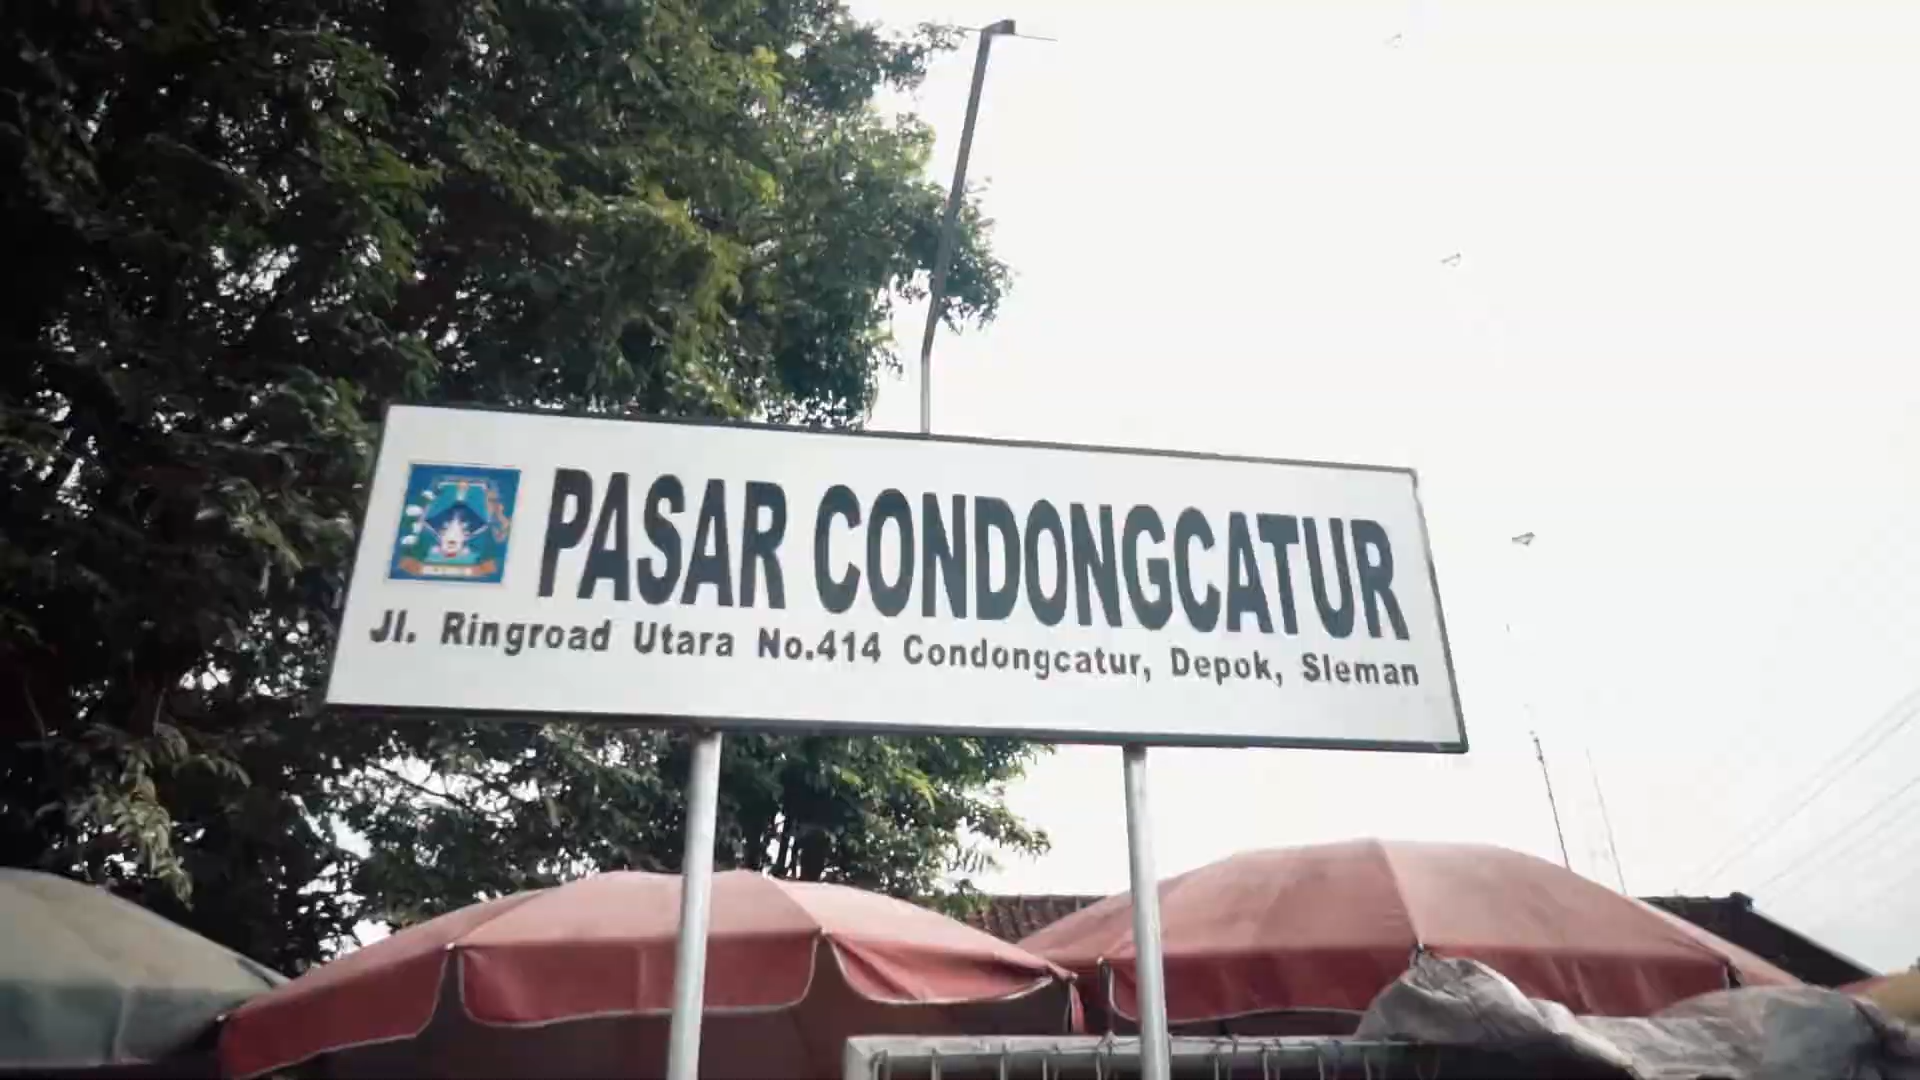 PASAR CONDONGCATUR
Jl. Ringroad Utara No.414 Condongcatur, Depok, Sleman